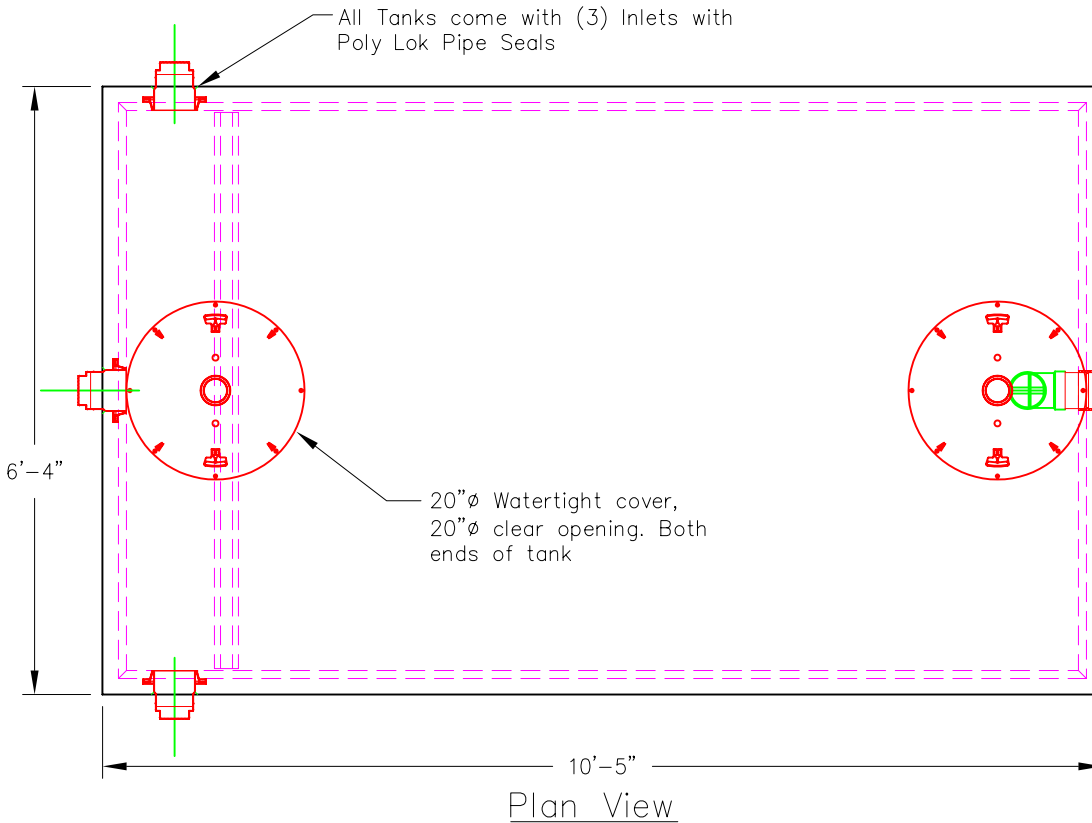 All Tanks come with (3) Inlets with
Poly Lok Pipe Seals
6'-4"
20"ø Watertight cover,
20"ø clear opening. Both
ends of tank
10'-5"
Plan View